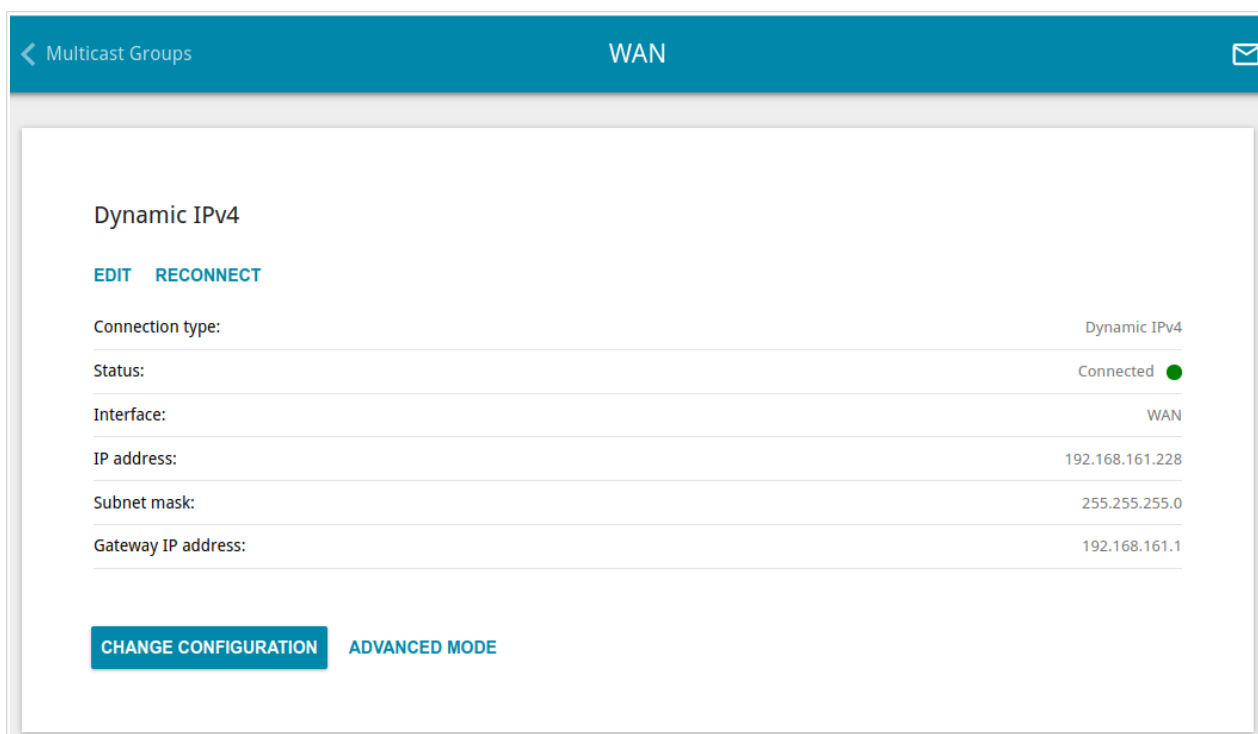 Multicast Groups
WAN
Dynamic IPv4
EDIT RECONNECT
Connection type: Dynamic IPv4
Status: Connected
Interface: WAN
IP address: 192.168.161.228
Subnet mask: 255.255.255.0
Gateway IP address: 192.168.161.1
CHANGE CONFIGURATION ADVANCED MODE